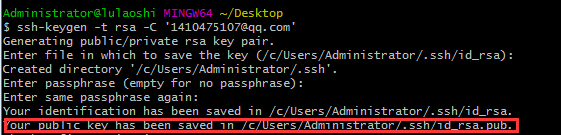 Administrator@lulaoshi MINGW64 ~/Desktop
$ ssh-keygen -t rsa -C '1410475107@qq.com'
Generating public/private rsa key pair.
Enter file in which to save the key (/c/Users/Administrator/.ssh/id_rsa):
Created directory '/c/Users/Administrator/.ssh'.
Enter passphrase (empty for no passphrase):
Enter same passphrase again:
Your identification has been saved in /c/Users/Administrator/.ssh/id_rsa.
Your public key has been saved in /c/Users/Administrator/.ssh/id_rsa.pub.